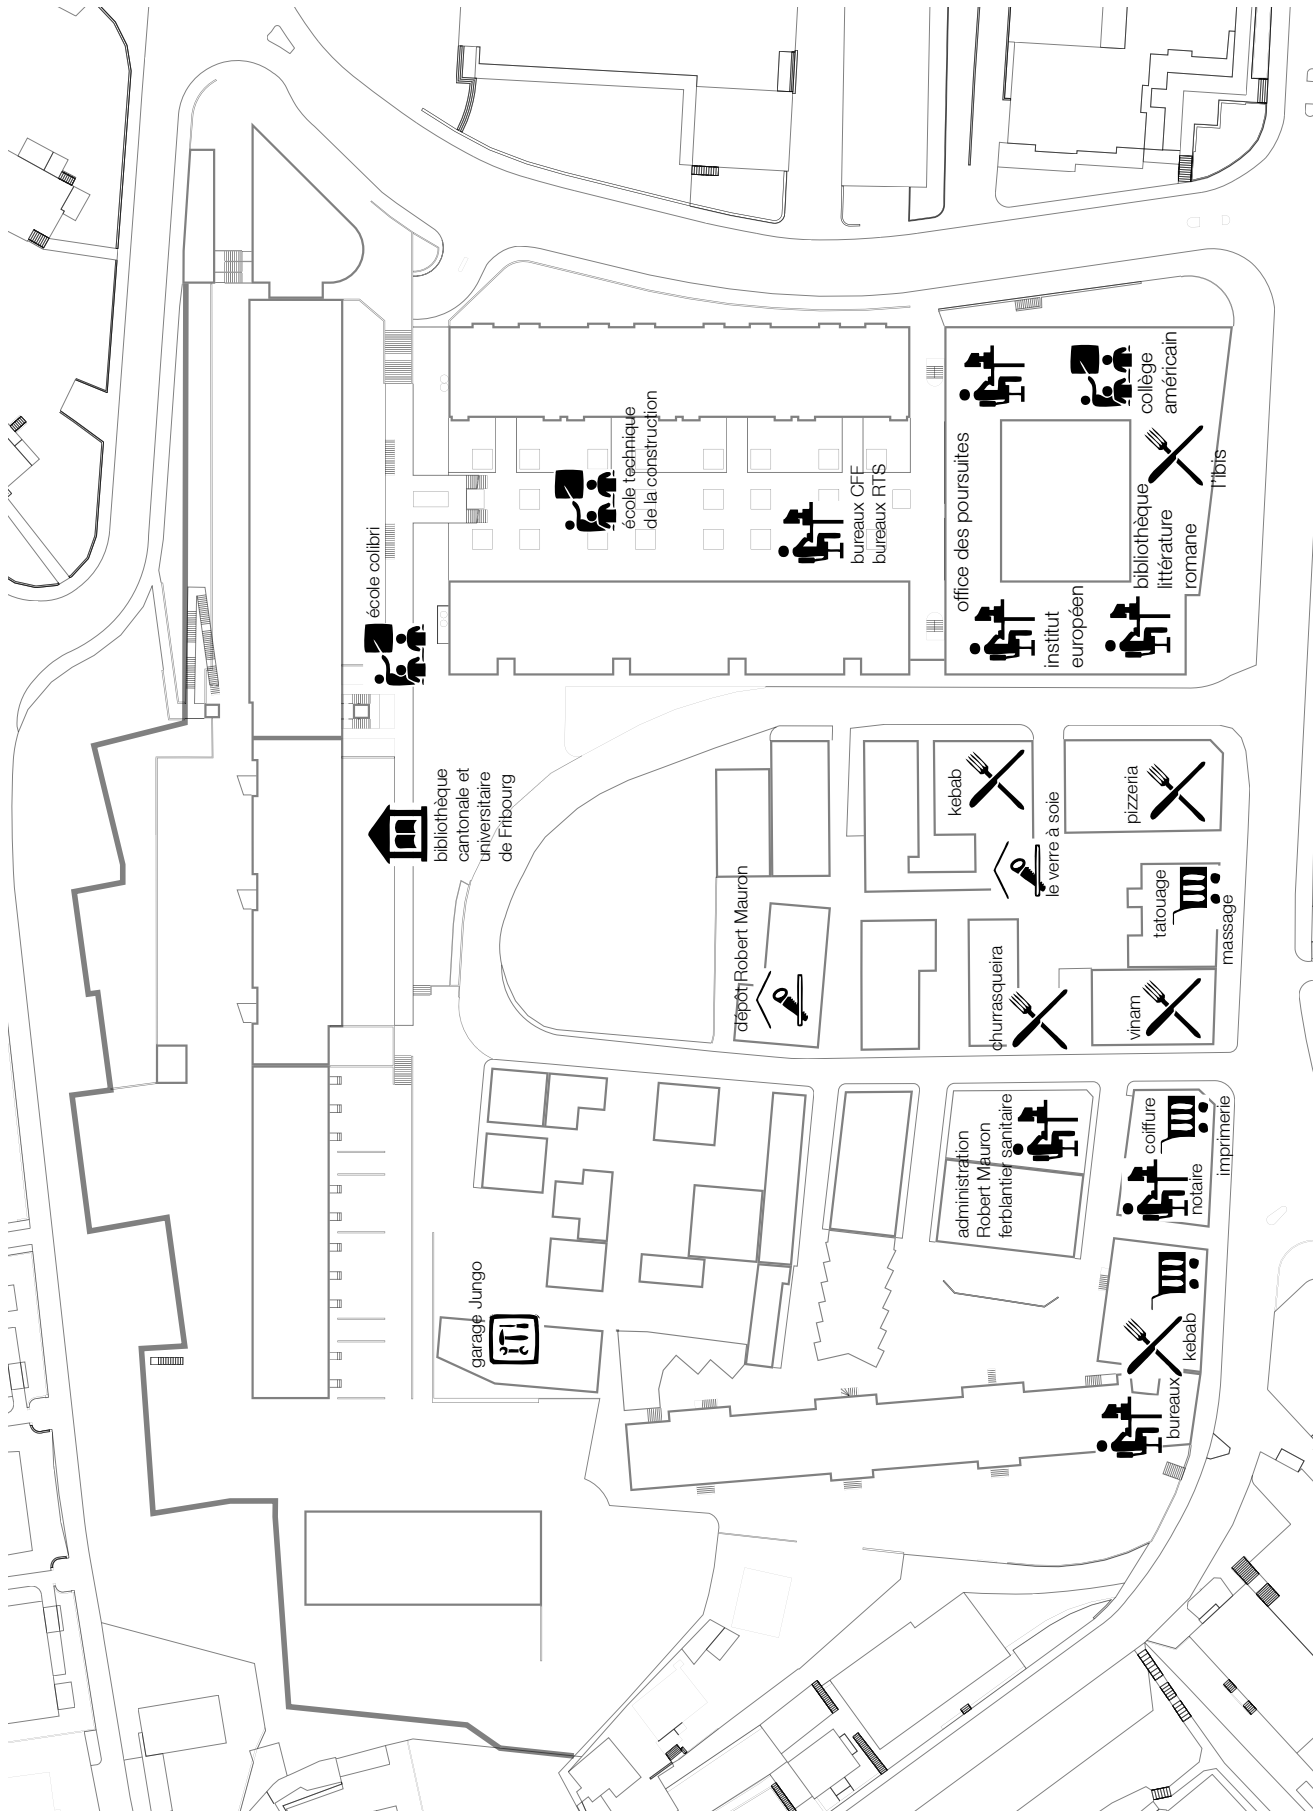 école colibri
école technique
de la construction
bureaux CFF
bureaux RTS
office des poursuites
collège
américain
l'ibis
bibliothèque
littérature
romane
institut
européen
bibliothèque
cantonale et
universitaire
de Fribourg
dépôt Robert Mauron
kebab
le verre à soie
pizzeria
tatouage
massage
churrasqueira
vinam
garage Jungo
administration
Robert Mauron
ferblantier sanitaire
coiffure
imprimerie
notaire
kebab
bureaux